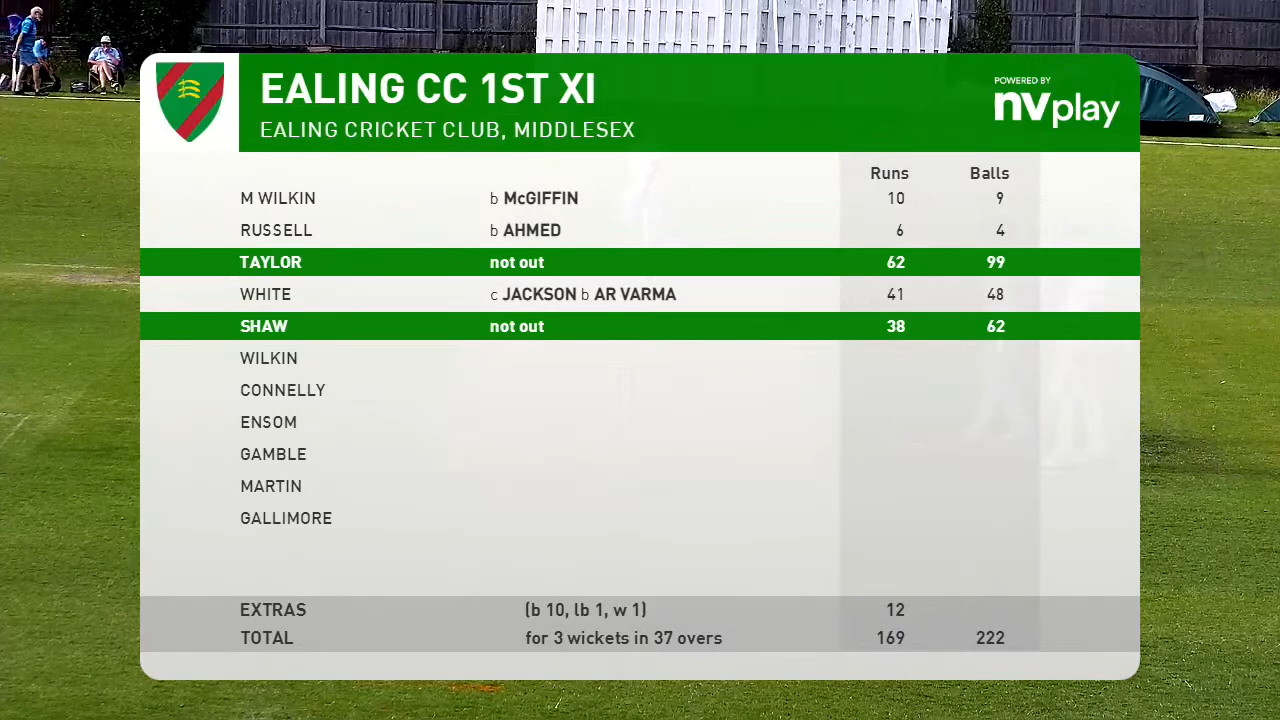 EALING CC 1ST XI
EALING CRICKET CLUB, MIDDLESEX
POWERED BY
nvplay
Runs Balls
M WILKIN b McGIFFIN 10 9
RUSSELL b AHMED 6 4
TAYLOR not out 62 99
WHITE c JACKSON b AR VARMA 41 48
SHAW not out 38 62
WILKIN
CONNELLY
ENSOM
GAMBLE
MARTIN
GALLIMORE
EXTRAS (b 10, lb 1, w 1) 12
TOTAL for 3 wickets in 37 overs 169 222